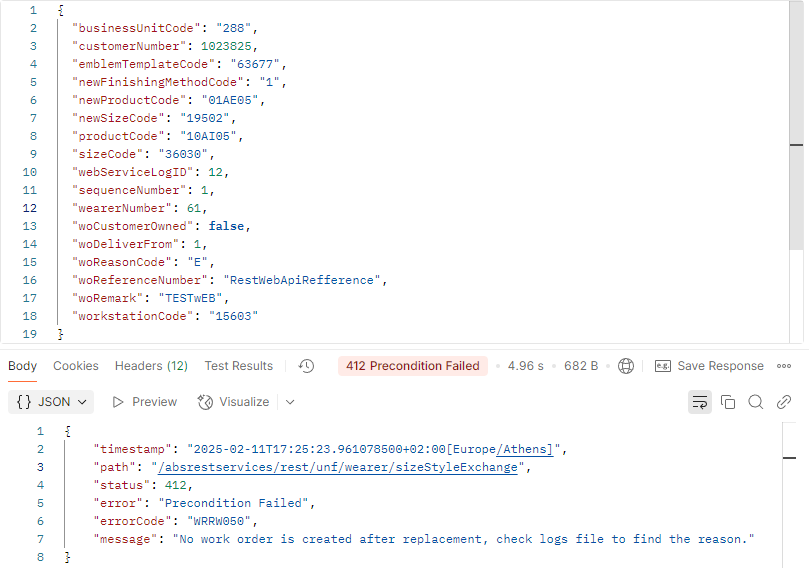 1 {
2 "businessUnitCode": "288",
3 "customerNumber": 1023825,
4 "emblemTemplateCode": "63677",
5 "newFinishingMethodCode": "1",
6 "newProductCode": "01AE05",
7 "newSizeCode": "19502",
8 "productCode": "10AI05",
9 "sizeCode": "36030",
10 "webServiceLogID": 12,
11 "sequenceNumber": 1,
12 "wearerNumber": 61,
13 "woCustomerOwned": false,
14 "woDeliverFrom": 1,
15 "woReasonCode": "E",
16 "woReferenceNumber": "RestWebApiRefference",
17 "woRemark": "TESTwEB",
18 "workstationCode": "15603"
19 }
Body Cookies Headers (12) Test Results 412 Precondition Failed • 4.96 s • 682 B • e.g. Save Response •••
{} JSON Preview Visualize
1 {
2 "timestamp": "2025-02-11T17:25:23.961078500+02:00[Europe/Athens]",
3 "path": "/absrestservices/rest/unf/wearer/sizeStyleExchange",
4 "status": 412,
5 "error": "Precondition Failed",
6 "errorCode": "WRRW050",
7 "message": "No work order is created after replacement, check logs file to find the reason."
8 }